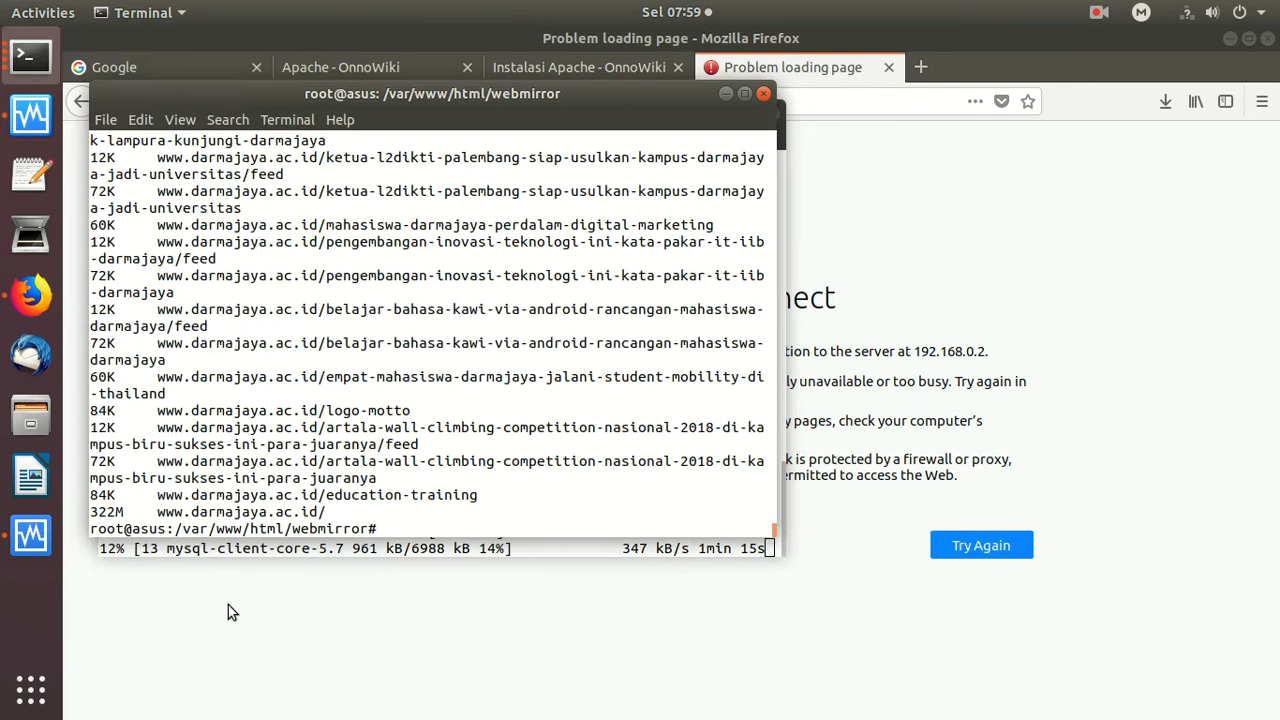 Activities
Terminal
Sel 07:59
Problem loading page - Mozilla Firefox
Google
Apache - OnnoWiki
Instalasi Apache - OnnoWiki
Problem loading page
root@asus: /var/www/html/webmirror
File Edit View Search Terminal Help
k-lampura-kunjungi-darmajaya
12K www.darmajaya.ac.id/ketua-l2dikti-palembang-siap-usulkan-kampus-darmajay
a-jadi-universitas/feed
72K www.darmajaya.ac.id/ketua-l2dikti-palembang-siap-usulkan-kampus-darmajay
a-jadi-universitas
60K www.darmajaya.ac.id/mahasiswa-darmajaya-perdalam-digital-marketing
12K www.darmajaya.ac.id/pengembangan-inovasi-teknologi-ini-kata-pakar-it-iib
-darmajaya/feed
72K www.darmajaya.ac.id/pengembangan-inovasi-teknologi-ini-kata-pakar-it-iib
-darmajaya
12K www.darmajaya.ac.id/belajar-bahasa-kawi-via-android-rancangan-mahasiswa-
darmajaya/feed
72K www.darmajaya.ac.id/belajar-bahasa-kawi-via-android-rancangan-mahasiswa-
darmajaya
60K www.darmajaya.ac.id/empat-mahasiswa-darmajaya-jalani-student-mobility-di
-thailand
84K www.darmajaya.ac.id/logo-motto
12K www.darmajaya.ac.id/artala-wall-climbing-competition-nasional-2018-di-ka
mpus-biru-sukses-ini-para-juaranya/feed
72K www.darmajaya.ac.id/artala-wall-climbing-competition-nasional-2018-di-ka
mpus-biru-sukses-ini-para-juaranya
84K www.darmajaya.ac.id/education-training
322M www.darmajaya.ac.id/
root@asus:/var/www/html/webmirror#
12% [13 mysql-client-core-5.7 961 kB/6988 kB 14%] 347 kB/s 1min 15s
nect
tion to the server at 192.168.0.2.
ly unavailable or too busy. Try again in
y pages, check your computer's
k is protected by a firewall or proxy,
ermitted to access the Web.
Try Again